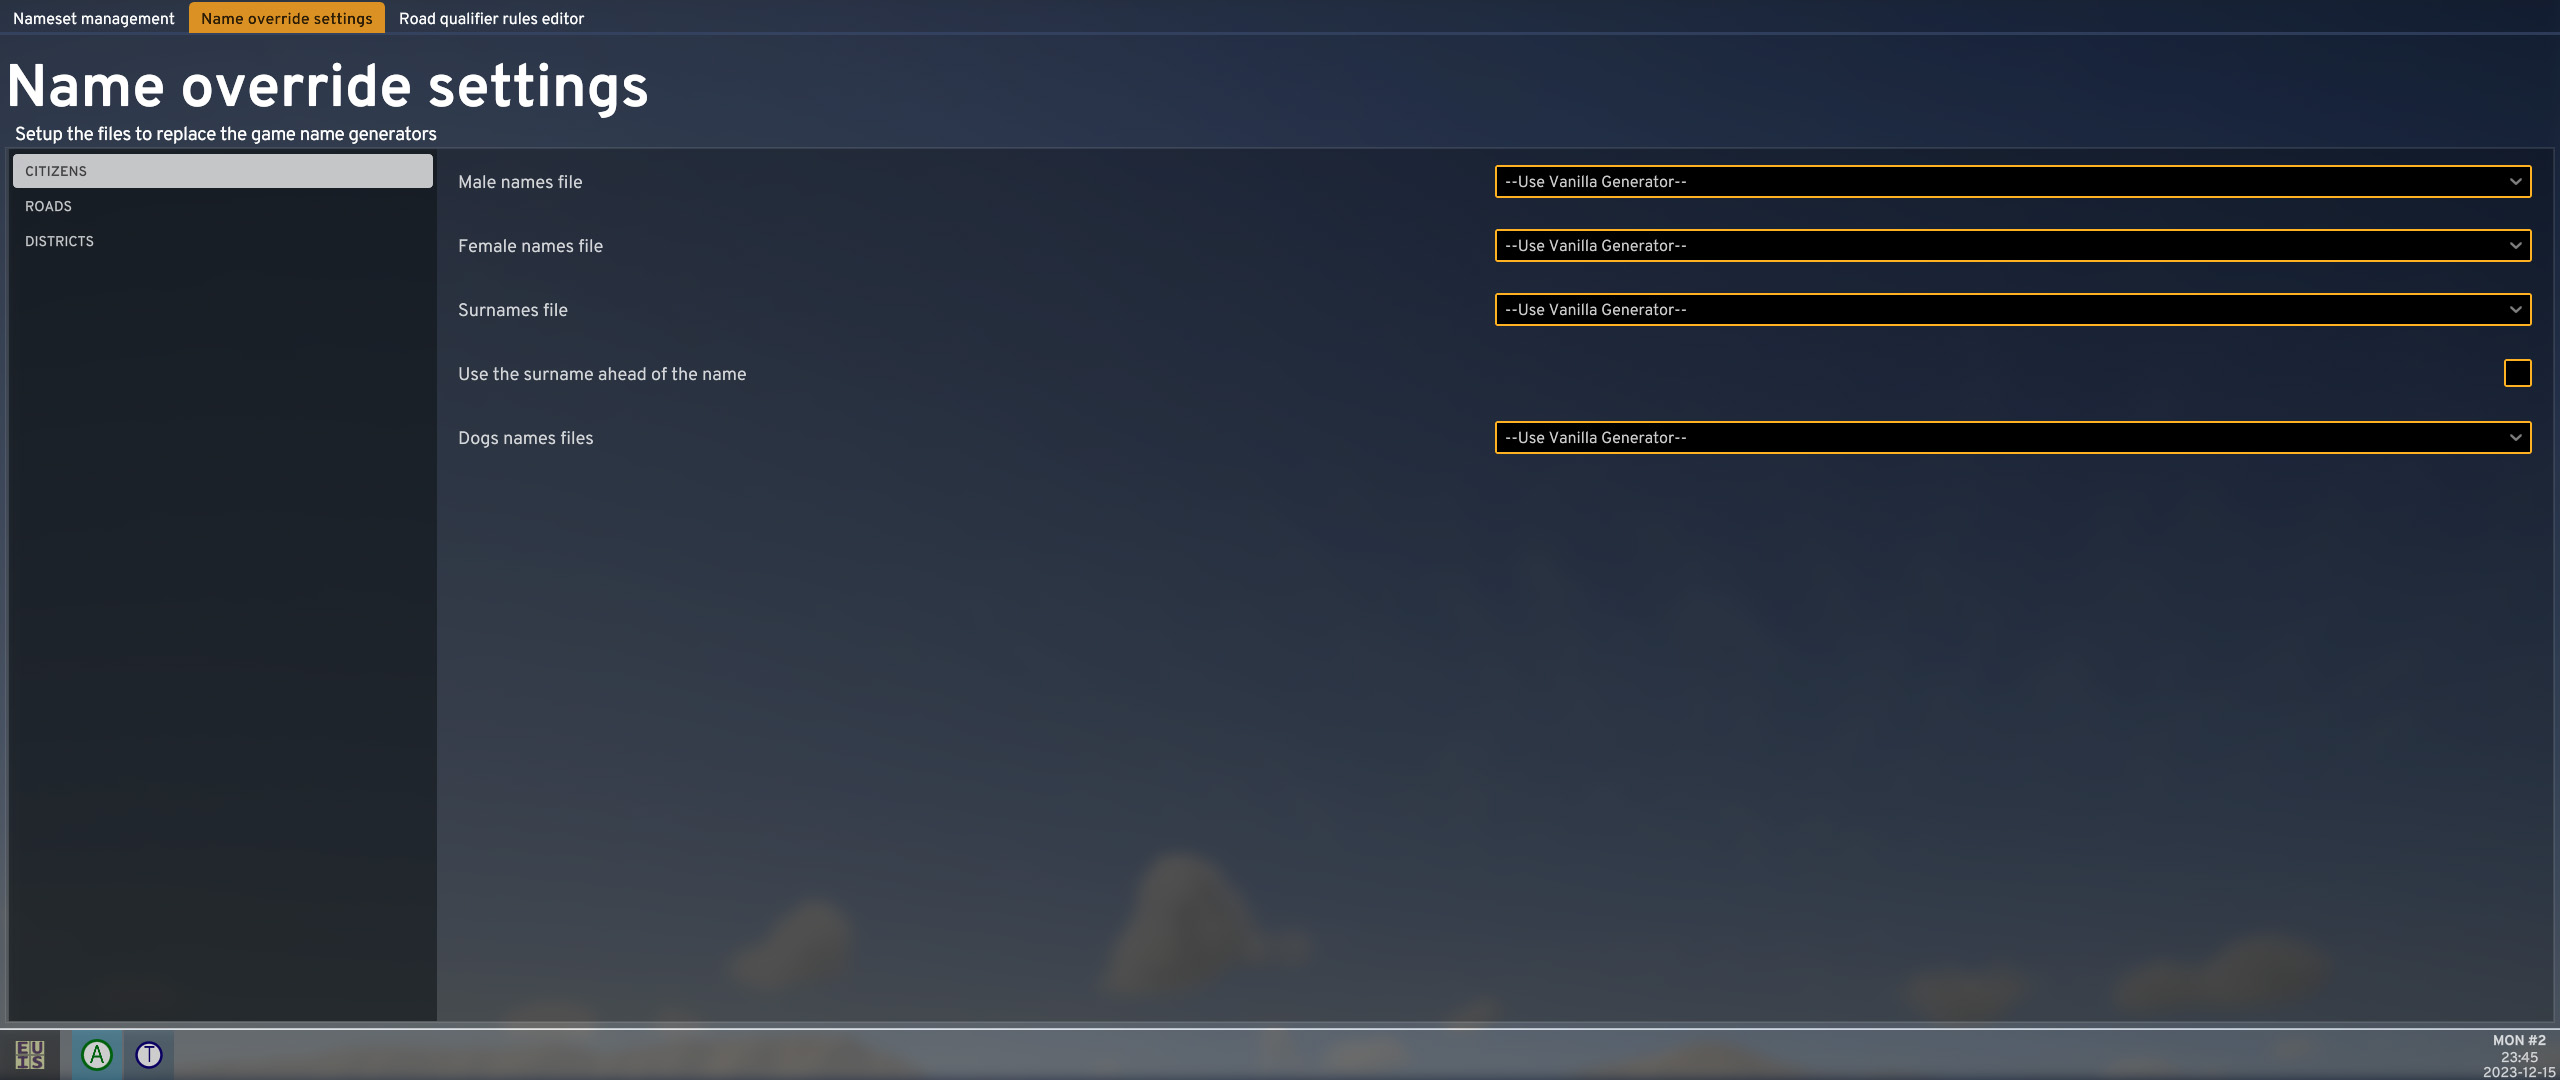 Nameset management
Name override settings
Road qualifier rules editor
Name override settings
Setup the files to replace the game name generators
CITIZENS
ROADS
DISTRICTS
Male names file
--Use Vanilla Generator--
Female names file
--Use Vanilla Generator--
Surnames file
--Use Vanilla Generator--
Use the surname ahead of the name
Dogs names files
--Use Vanilla Generator--
EU
IS
A
T
MON #2
23:45
2023-12-15